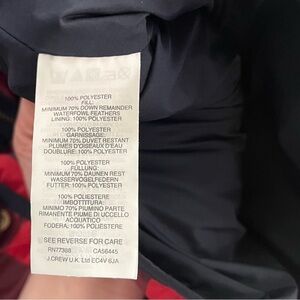 100% POLYESTER
FILL:
MINIMUM 70% DOWN REMAINDER
WATERFOWL FEATHERS
LINING: 100% POLYESTER
100% POLYESTER
GARNISSAGE:
MINIMUM 70% DUVET RESTANT
PLUMES D'OISEAUX D'EAU
DOUBLURE: 100% POLYESTER
100% POLYESTER
FÜLLUNG:
MINIMUM 70% DAUNEN REST
WASSERVOGELFEDERN
FUTTER: 100% POLYESTER
100% POLIESTERE
IMBOTTITURA:
MINIMO 70% PIUMINO PARTE
RIMANENTE PIUME DI UCCELLO
ACQUATICO
FODERA: 100% POLIESTERE
SEE REVERSE FOR CARE
RN77388 CA56445
J.CREW U.K. Ltd EC4V 6JA